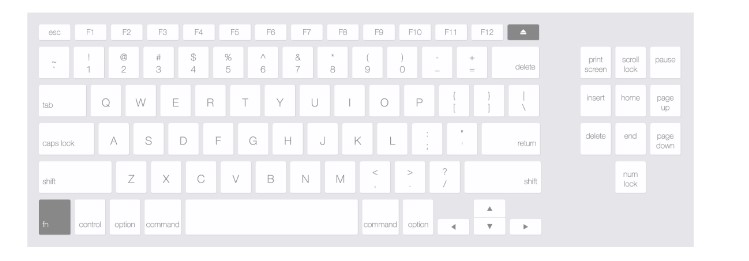 esc F1 F2 F3 F4 F5 F6 F7 F8 F9 F10 F11 F12 ⏏
~ ! @ # $ % ^ & * ( ) - + delete print screen scroll lock pause
` 1 2 3 4 5 6 7 8 9 0 _ =
tab Q W E R T Y U I O P { } | insert home page up
[ ] \
caps lock A S D F G H J K L : " return delete end page down
; '
shift Z X C V B N M < > ? shift num lock
, . /
fn control option command command option ◀ ▲ ▼ ▶